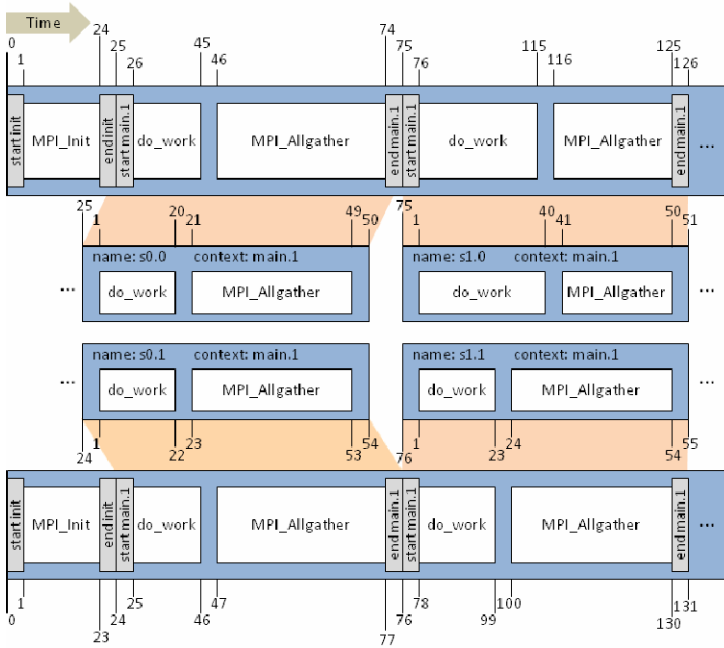 Time
0 24 74
1 25 45 75 115 125
26 46 76 116 126
start init MPI_Init end init start main.1 do_work MPI_Allgather end main.1 start main.1 do_work MPI_Allgather end main.1 ...
25 1 20 21 49 50 75 1 40 41 50 51
name: s0.0 context: main.1 name: s1.0 context: main.1
... do_work MPI_Allgather do_work MPI_Allgather ...
name: s0.1 context: main.1 name: s1.1 context: main.1
... do_work MPI_Allgather do_work MPI_Allgather ...
24 1 22 23 53 54 76 1 23 24 54 55
start init MPI_Init end init start main.1 do_work MPI_Allgather end main.1 start main.1 do_work MPI_Allgather end main.1 ...
1 25 47 78 100 131
0 24 46 76 99 130
23 77